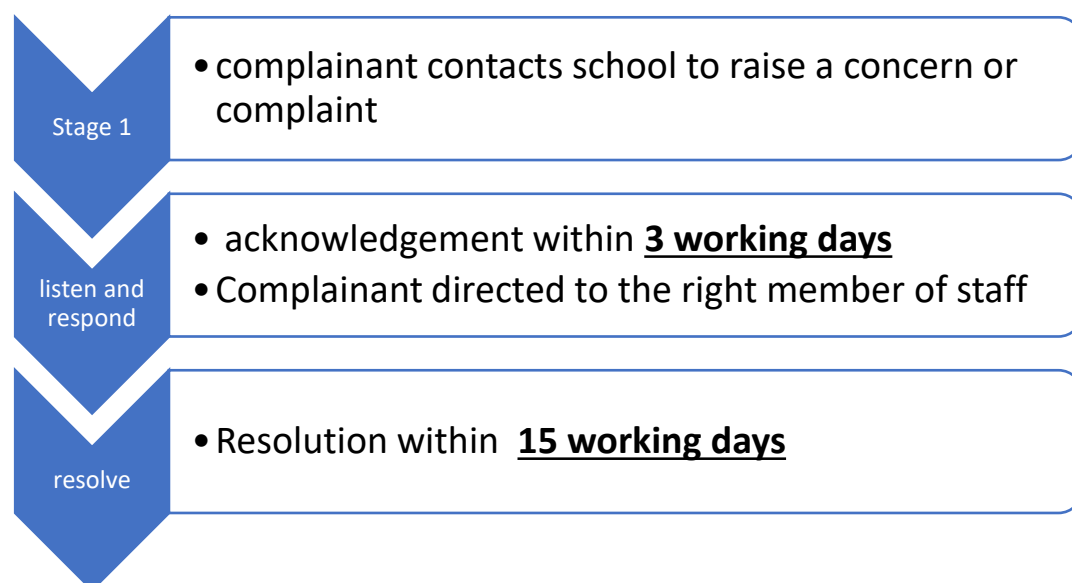 Stage 1
• complainant contacts school to raise a concern or
complaint
listen and
respond
• acknowledgement within 3 working days
• Complainant directed to the right member of staff
resolve
• Resolution within 15 working days